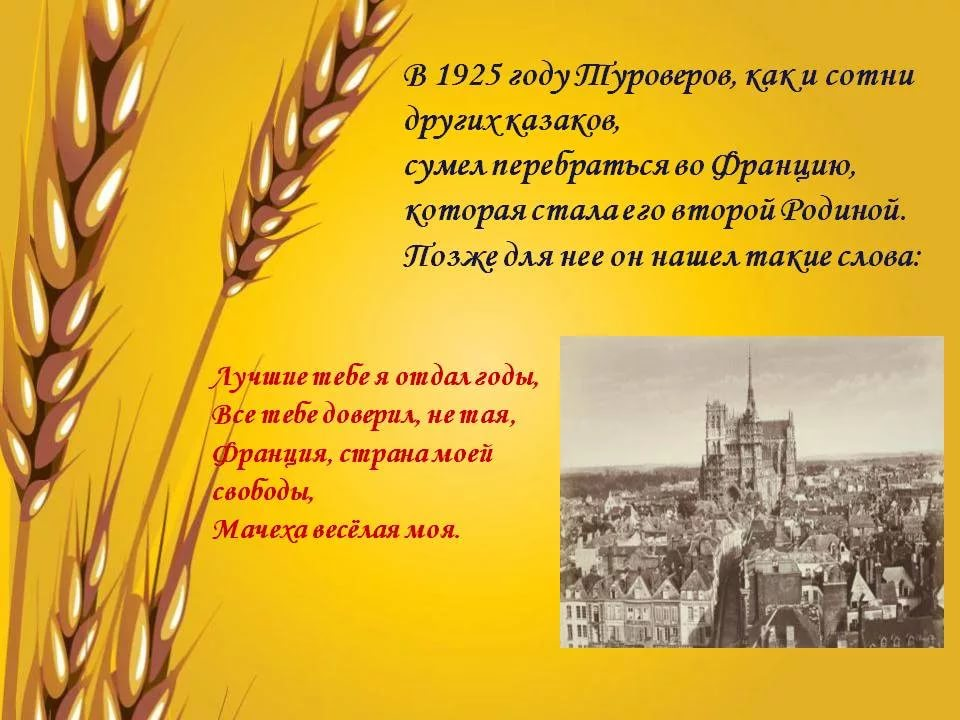 В 1925 году Туроверов, как и сотни
других казаков,
сумел перебраться во Францию,
которая стала его второй Родиной.
Позже для нее он нашел такие слова:
Лучшие тебе я отдал годы,
Все тебе доверил, не тая,
Франция, страна моей
свободы,
Мачеха весёлая моя.